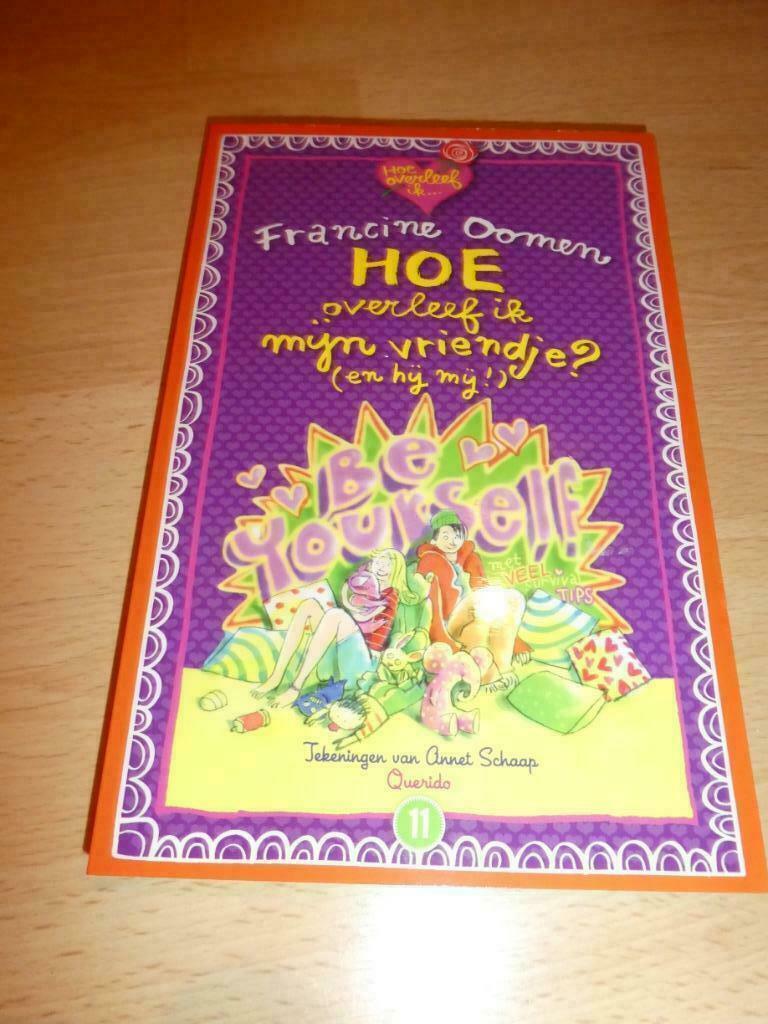 Hoe
overleef
ik...
Francine Oomen
HOE
overleef ik
mijn vriendje?
(en hij mij!)
Be
Yourself!
met
VEEL
survival
TIPS
Tekeningen van Annet Schaap
Querido
11